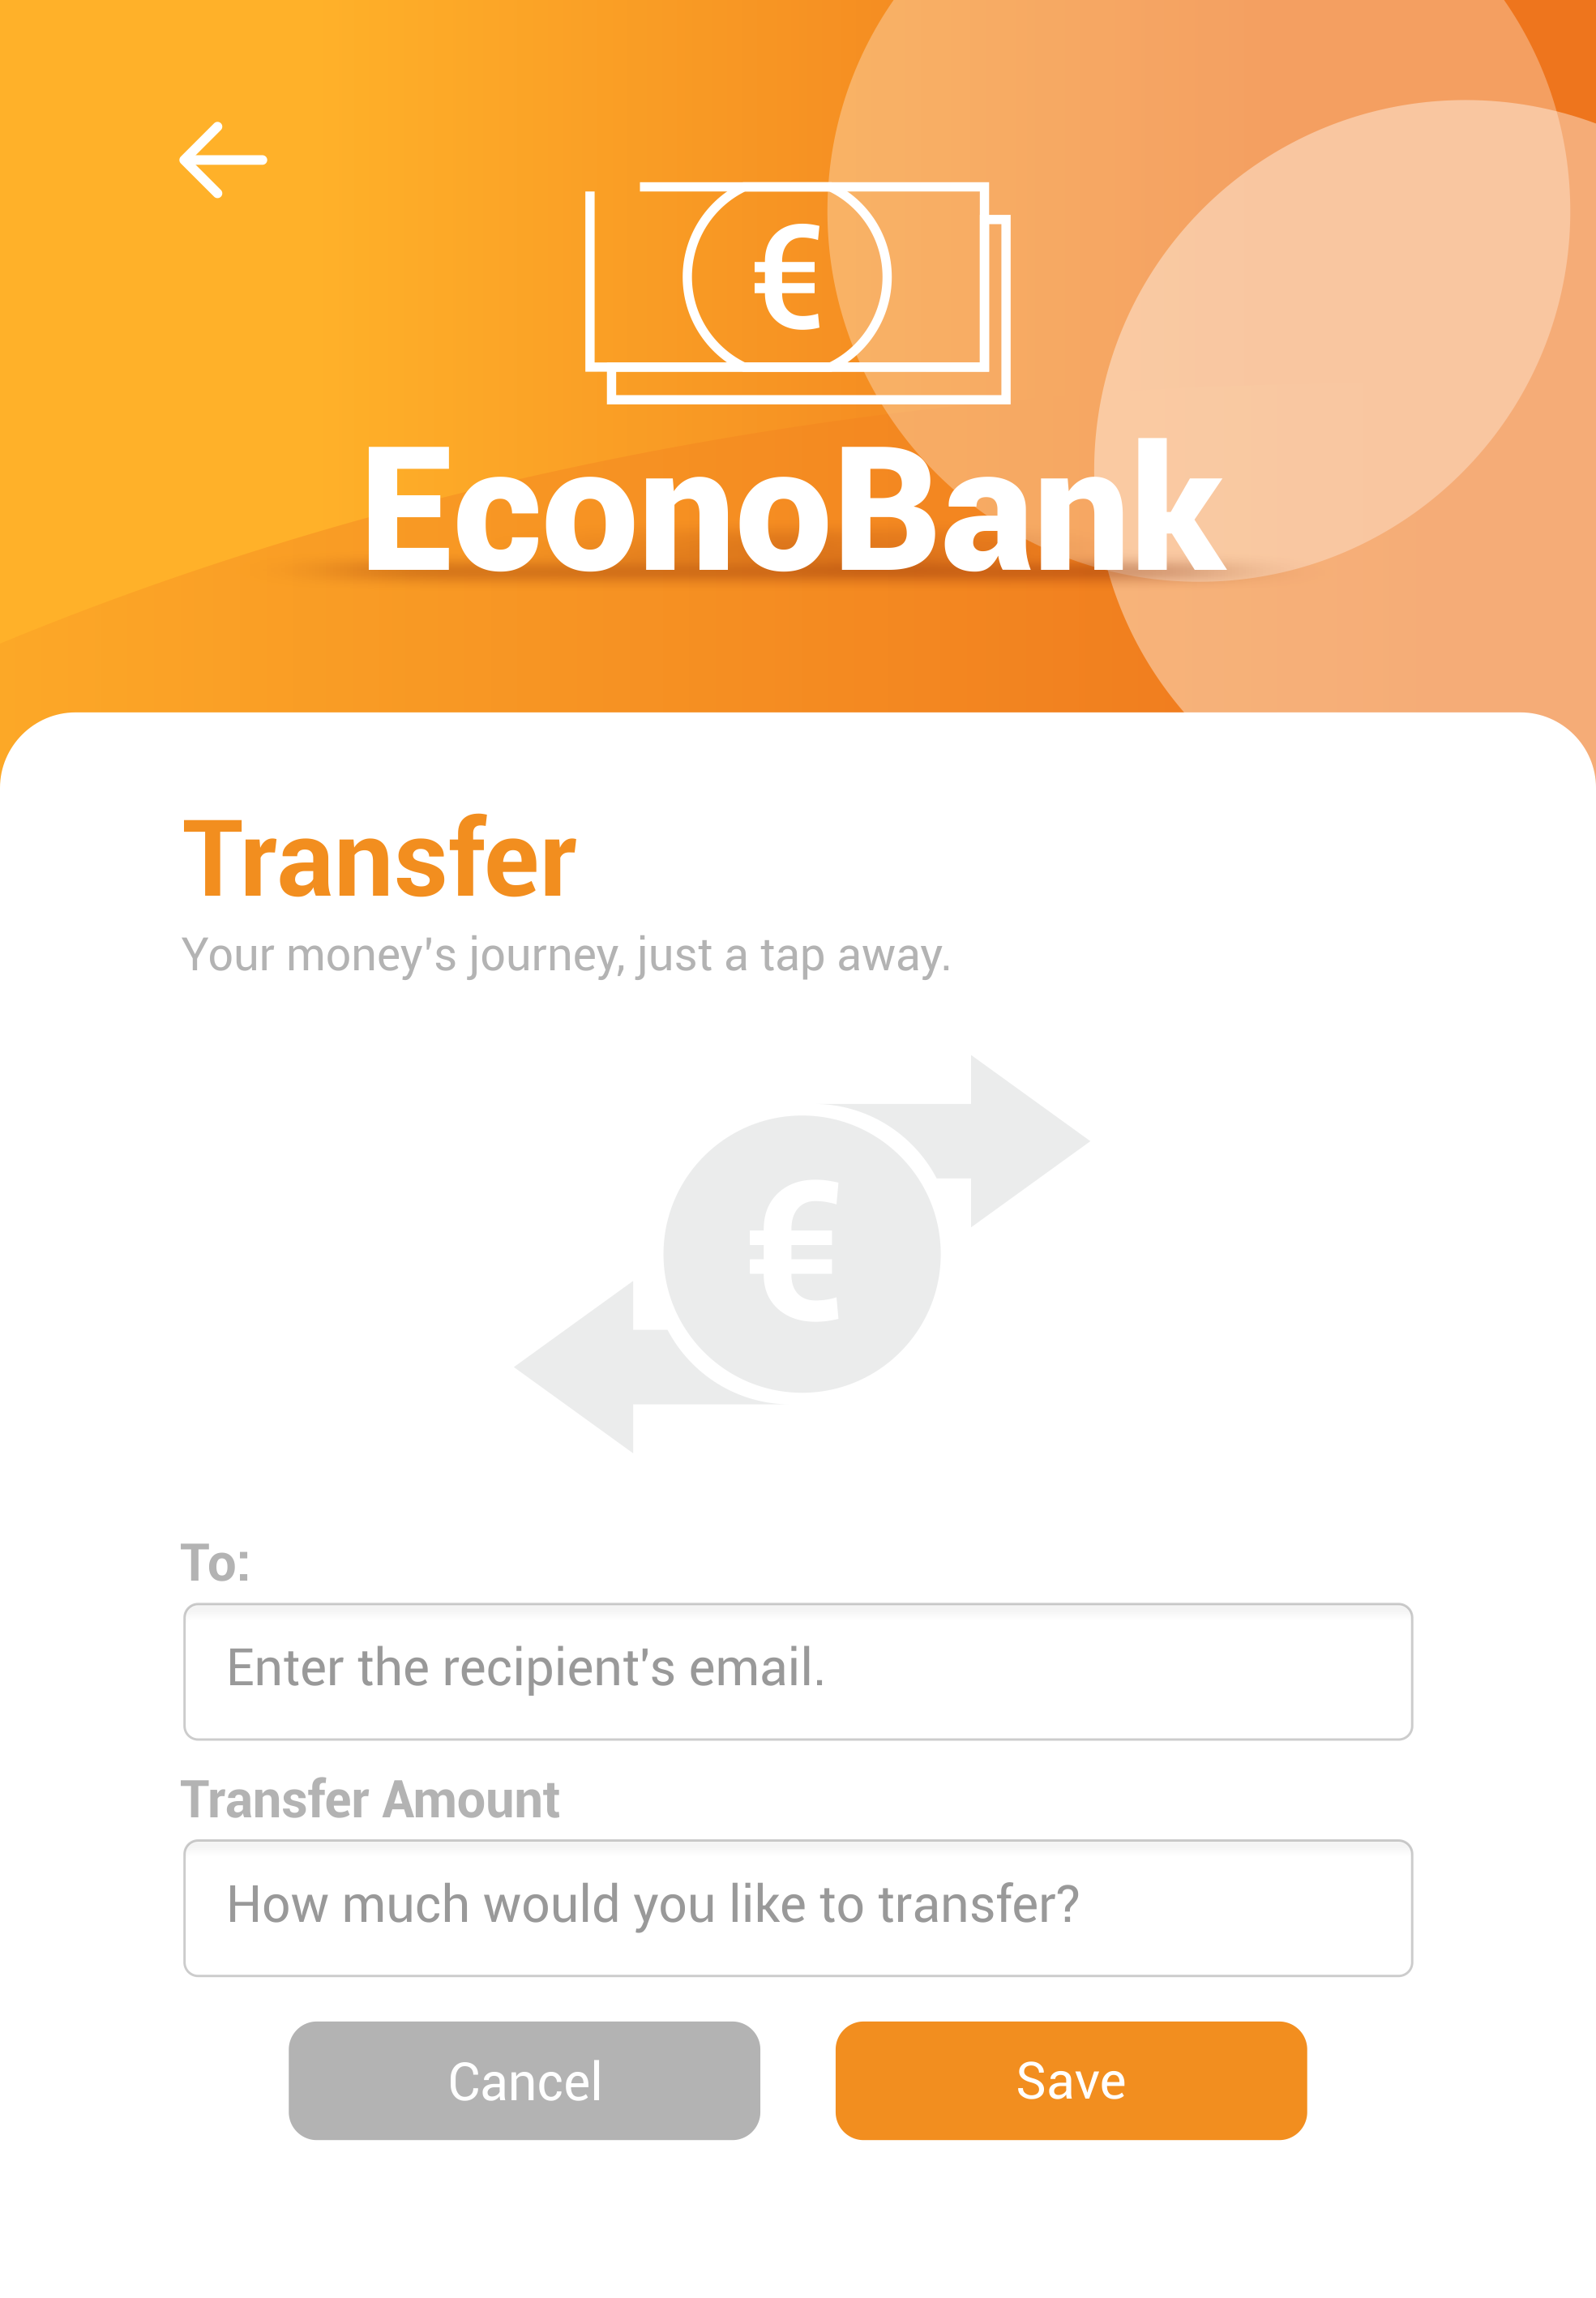 €
EconoBank
Transfer
Your money's journey, just a tap away.
€
To:
Enter the recipient's email.
Transfer Amount
How much would you like to transfer?
Cancel Save